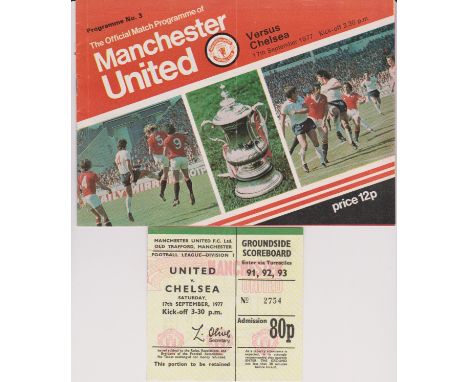 Programme No. 3
The Official Match Programme of
Manchester
United
Versus
Chelsea
17th September 1977 Kick-off 3.30 p.m.
price 12p
MANCHESTER UNITED F.C. Ltd.
OLD TRAFFORD, MANCHESTER
FOOTBALL LEAGUE—DIVISION 1
UNITED
v.
CHELSEA
SATURDAY,
17th SEPTEMBER, 1977
Kick-off 3-30 p.m.
L. Olive
Secretary
This portion to be retained
GROUNDSIDE
SCOREBOARD
Enter via Turnstiles
91, 92, 93
No 2754
Admission 80p